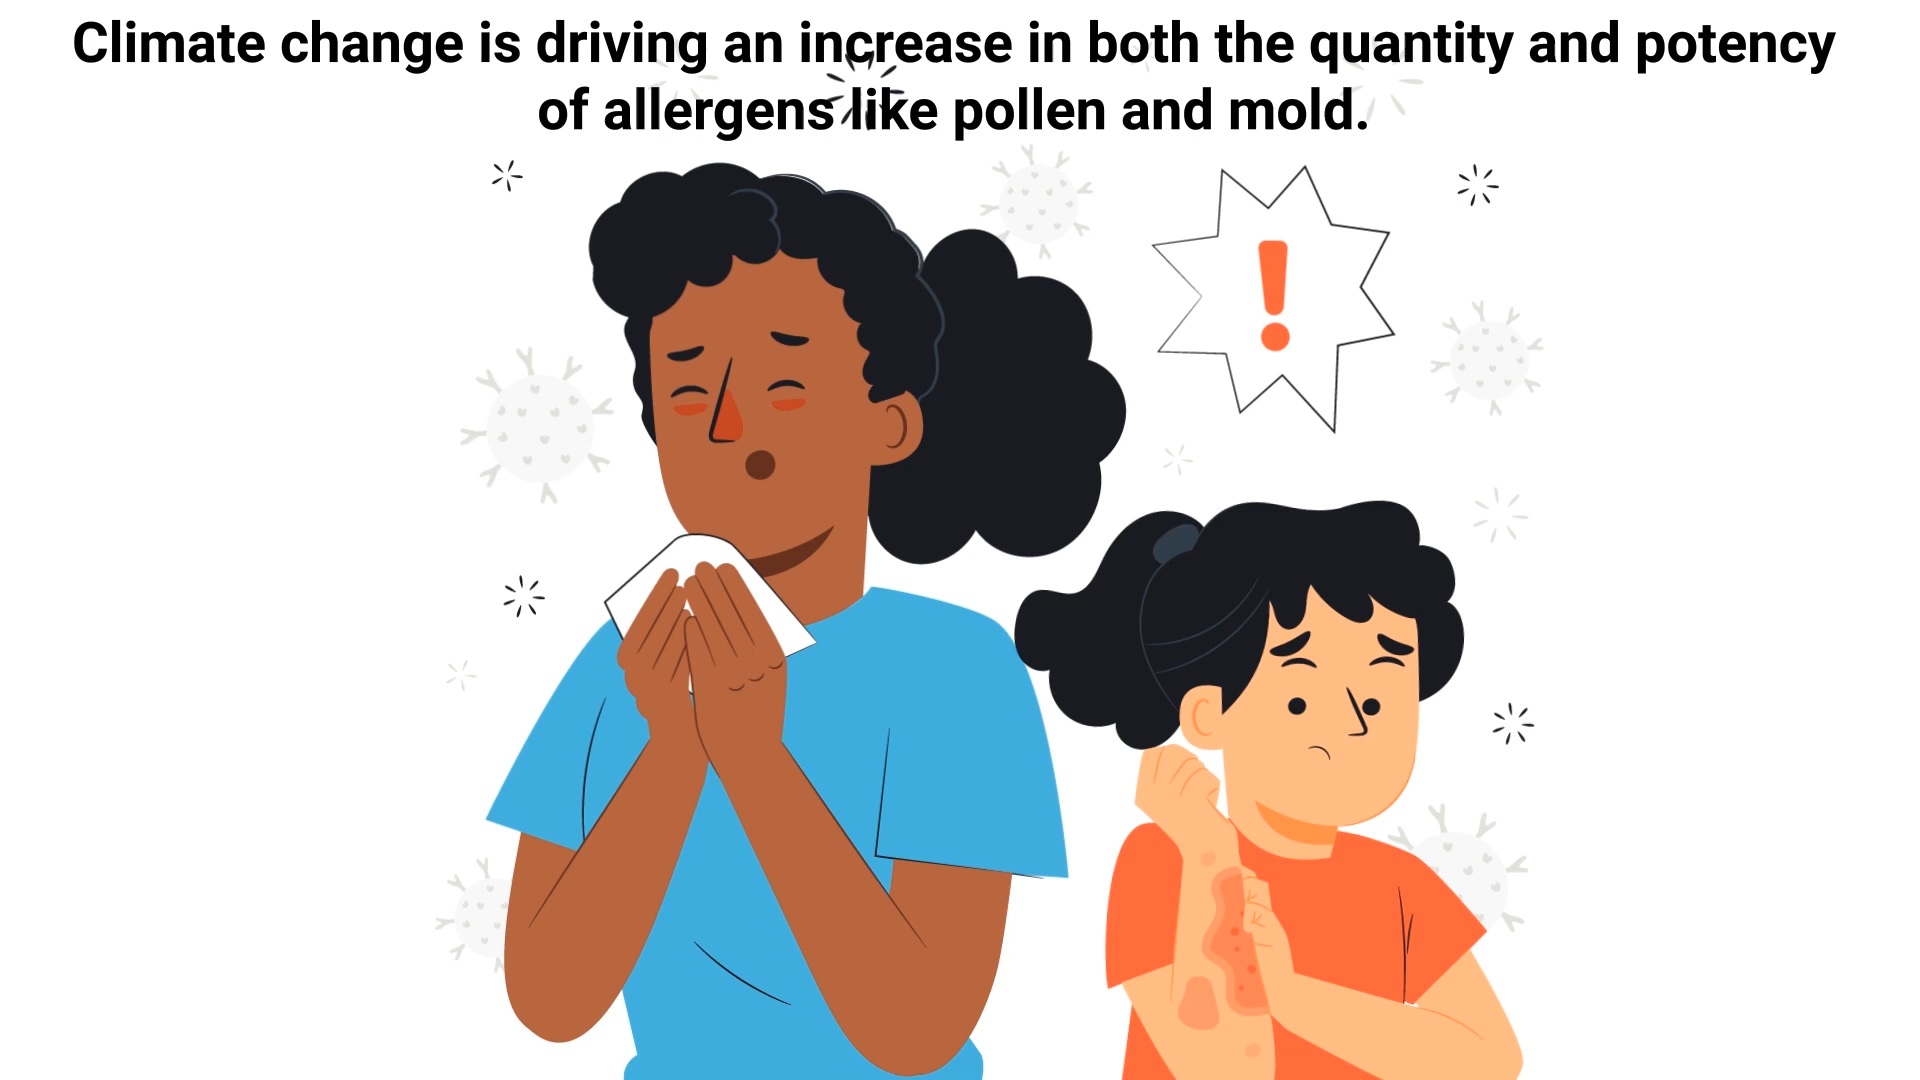 Climate change is driving an increase in both the quantity and potency
of allergens like pollen and mold.